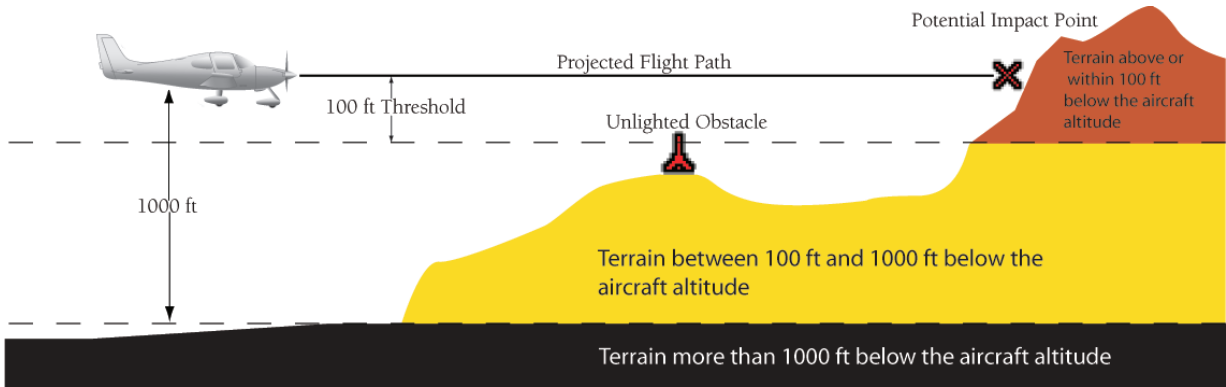 Potential Impact Point
Projected Flight Path
Terrain above or
within 100 ft
below the aircraft
altitude
100 ft Threshold
Unlighted Obstacle
1000 ft
Terrain between 100 ft and 1000 ft below the
aircraft altitude
Terrain more than 1000 ft below the aircraft altitude